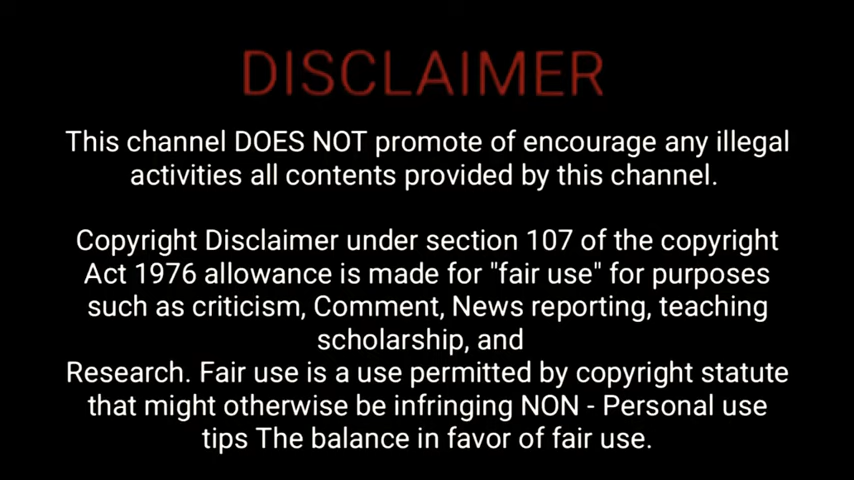 DISCLAIMER
This channel DOES NOT promote of encourage any illegal
activities all contents provided by this channel.
Copyright Disclaimer under section 107 of the copyright
Act 1976 allowance is made for "fair use" for purposes
such as criticism, Comment, News reporting, teaching
scholarship, and
Research. Fair use is a use permitted by copyright statute
that might otherwise be infringing NON - Personal use
tips The balance in favor of fair use.